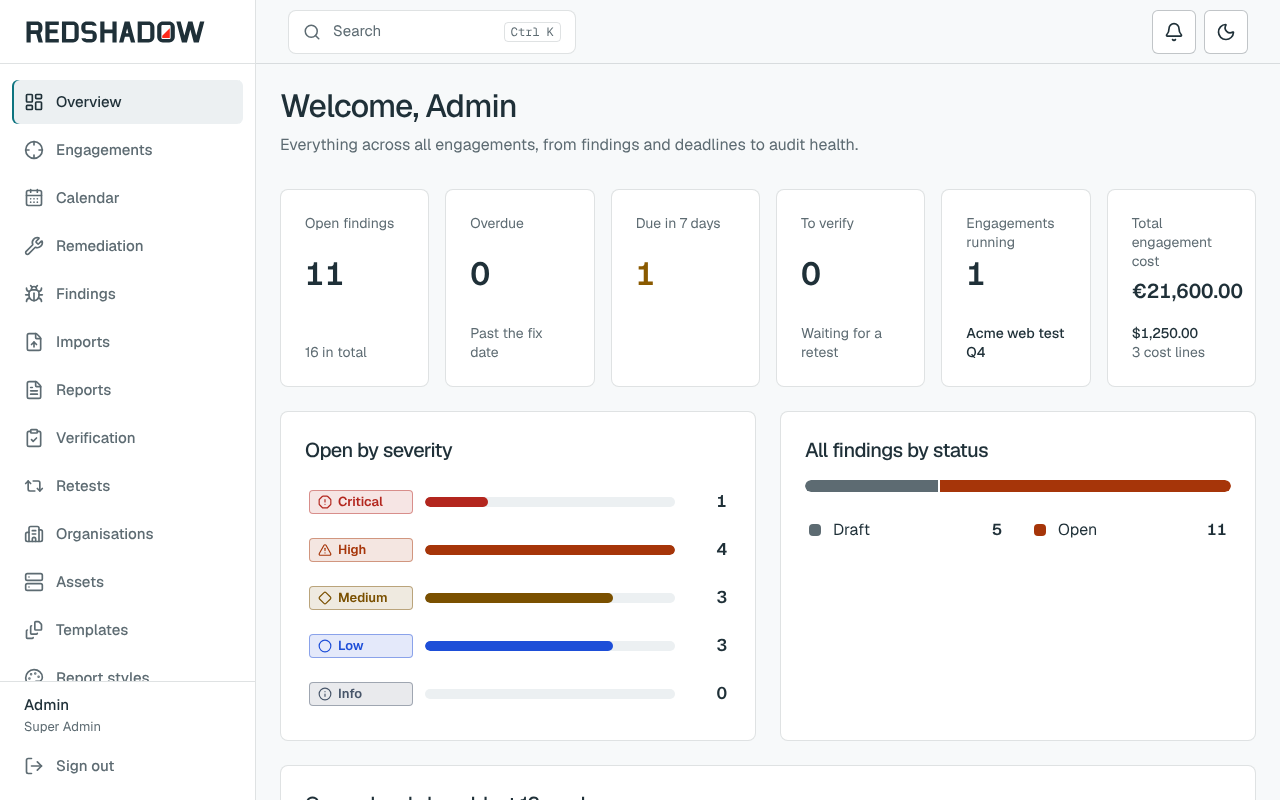 REDSHADOW
Search
Ctrl K
Overview
Engagements
Calendar
Remediation
Findings
Imports
Reports
Verification
Retests
Organisations
Assets
Templates
Report styles
Admin
Super Admin
Sign out
Welcome, Admin
Everything across all engagements, from findings and deadlines to audit health.
Open findings
11
16 in total
Overdue
0
Past the fix
date
Due in 7 days
1
To verify
0
Waiting for a
retest
Engagements
running
1
Acme web test
Q4
Total
engagement
cost
€21,600.00
$1,250.00
3 cost lines
Open by severity
Critical 1
High 4
Medium 3
Low 3
Info 0
All findings by status
Draft 5
Open 11